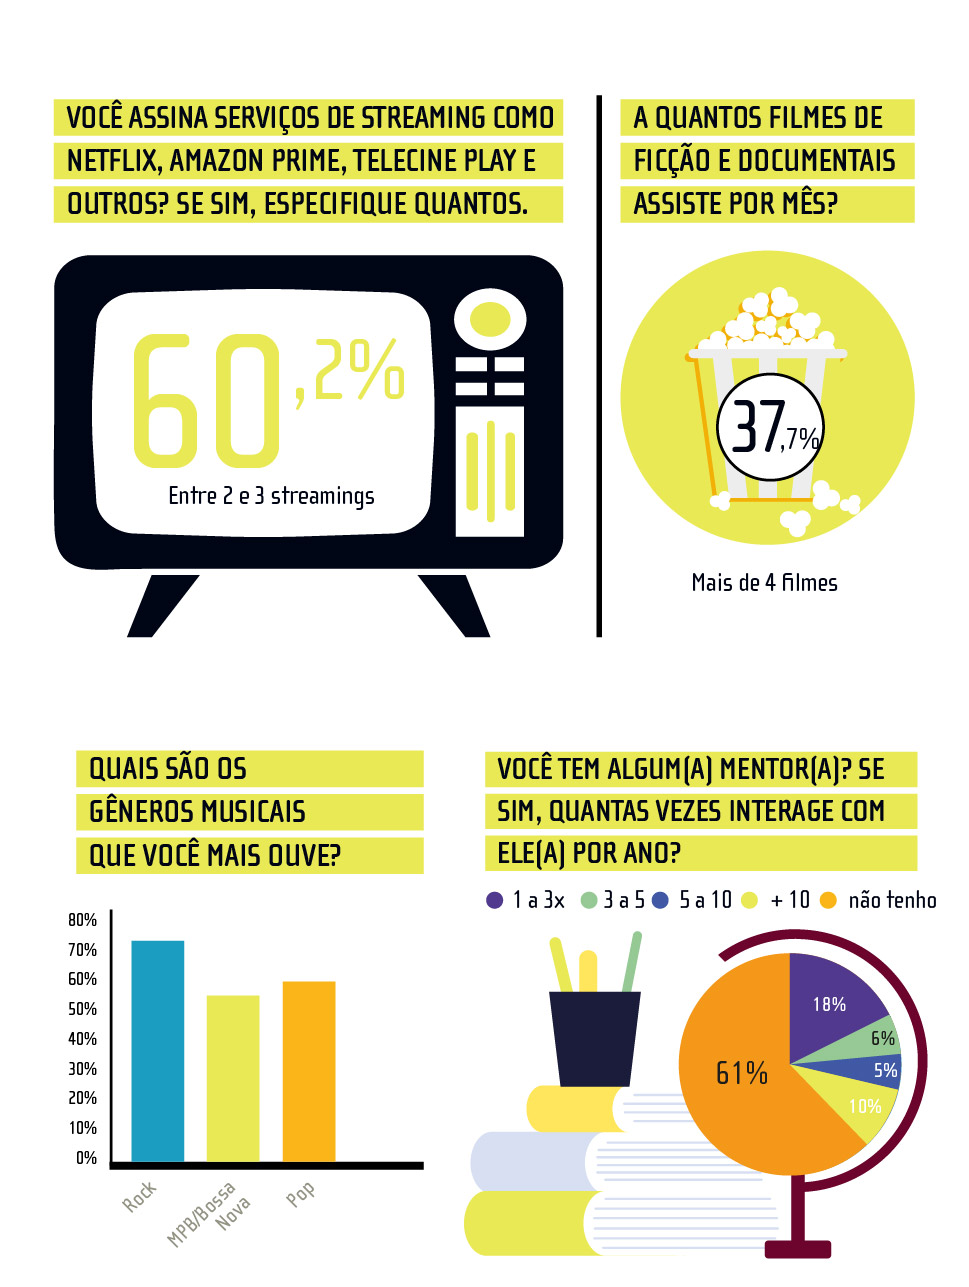 VOCÊ ASSINA SERVIÇOS DE STREAMING COMO
NETFLIX, AMAZON PRIME, TELECINE PLAY E
OUTROS? SE SIM, ESPECIFIQUE QUANTOS.
60,2%
Entre 2 e 3 streamings
A QUANTOS FILMES DE
FICÇÃO E DOCUMENTAIS
ASSISTE POR MÊS?
37,7%
Mais de 4 filmes
QUAIS SÃO OS
GÊNEROS MUSICAIS
QUE VOCÊ MAIS OUVE?
80%
70%
60%
50%
40%
30%
20%
10%
0%
Rock
MPB/Bossa
Nova
Pop
VOCÊ TEM ALGUM(A) MENTOR(A)? SE
SIM, QUANTAS VEZES INTERAGE COM
ELE(A) POR ANO?
1 a 3x 3 a 5 5 a 10 + 10 não tenho
18%
6%
5%
10%
61%